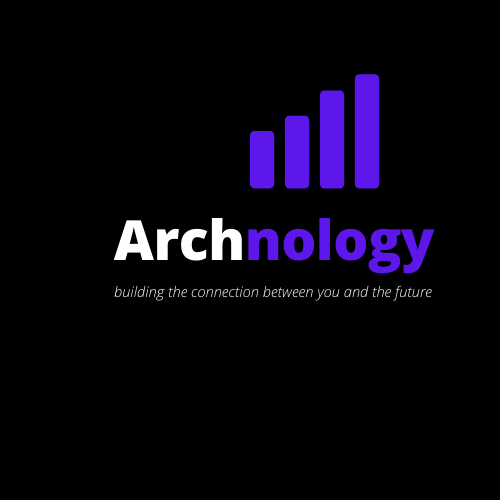 Archnology
building the connection between you and the future